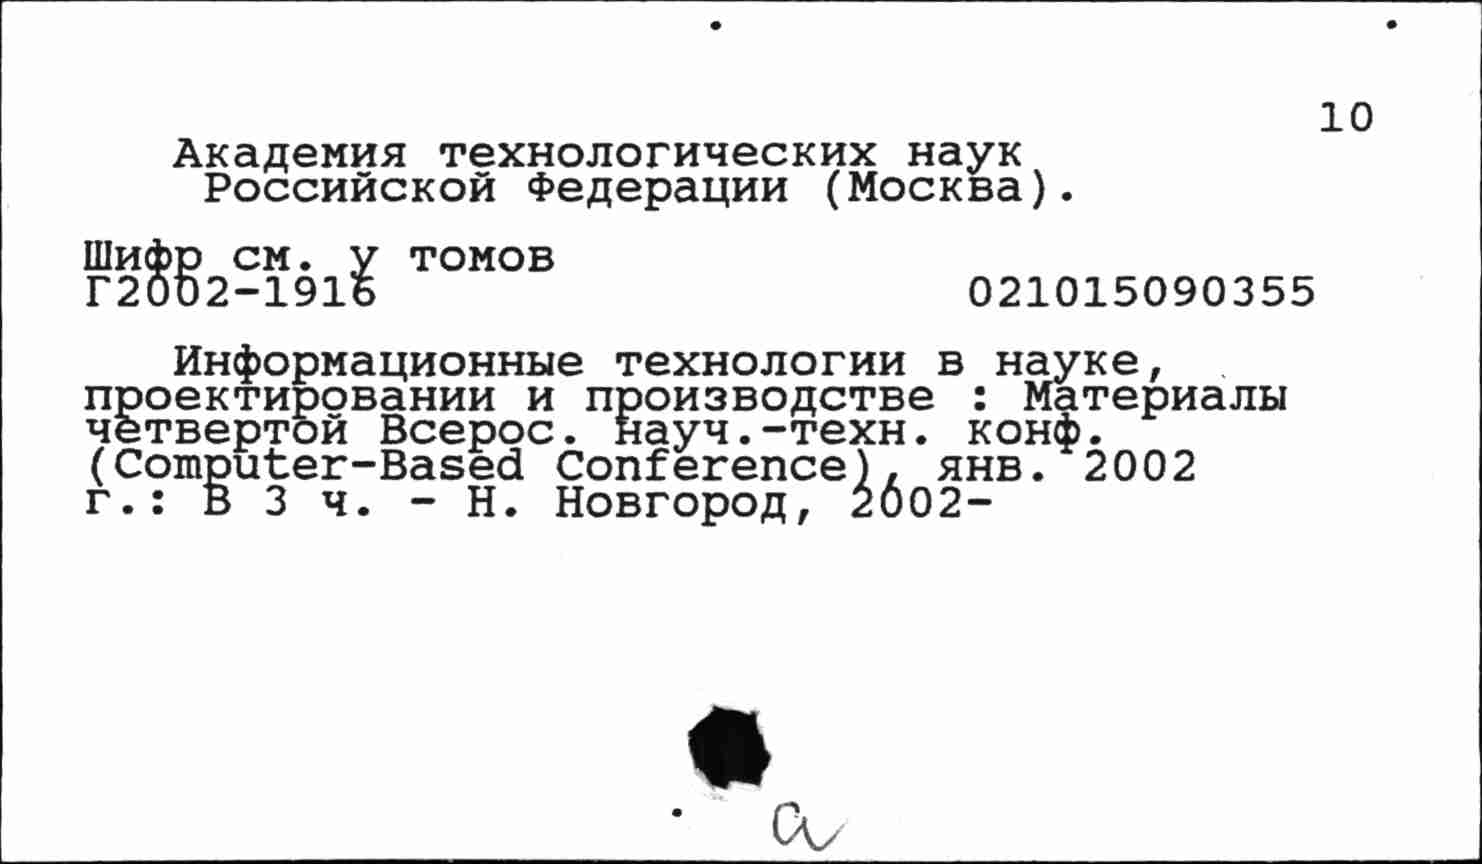 10
Академия технологических наук
Российской Федерации (Москва).
Шифр см. у томов
Г2002-1916 021015090355
Информационные технологии в науке,
проектировании и производстве : Материалы
четвертой Всерос. науч.-техн. конф.
(Computer-Based Conference), янв. 2002
г.: В 3 ч. - Н. Новгород, 2002-
a